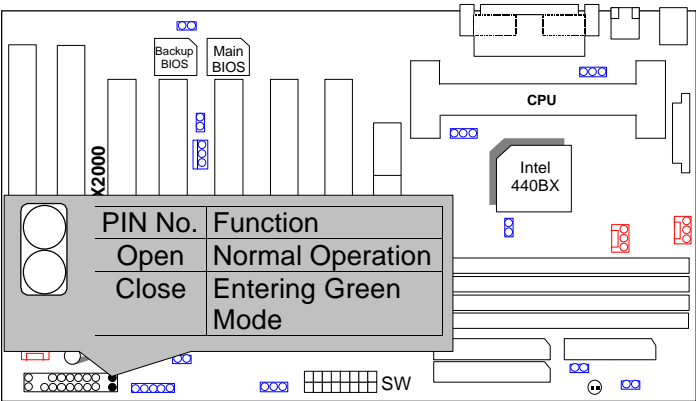 Backup
BIOS
Main
BIOS
CPU
Intel
440BX
X2000
PIN No. Function
Open Normal Operation
Close Entering Green
Mode
SW